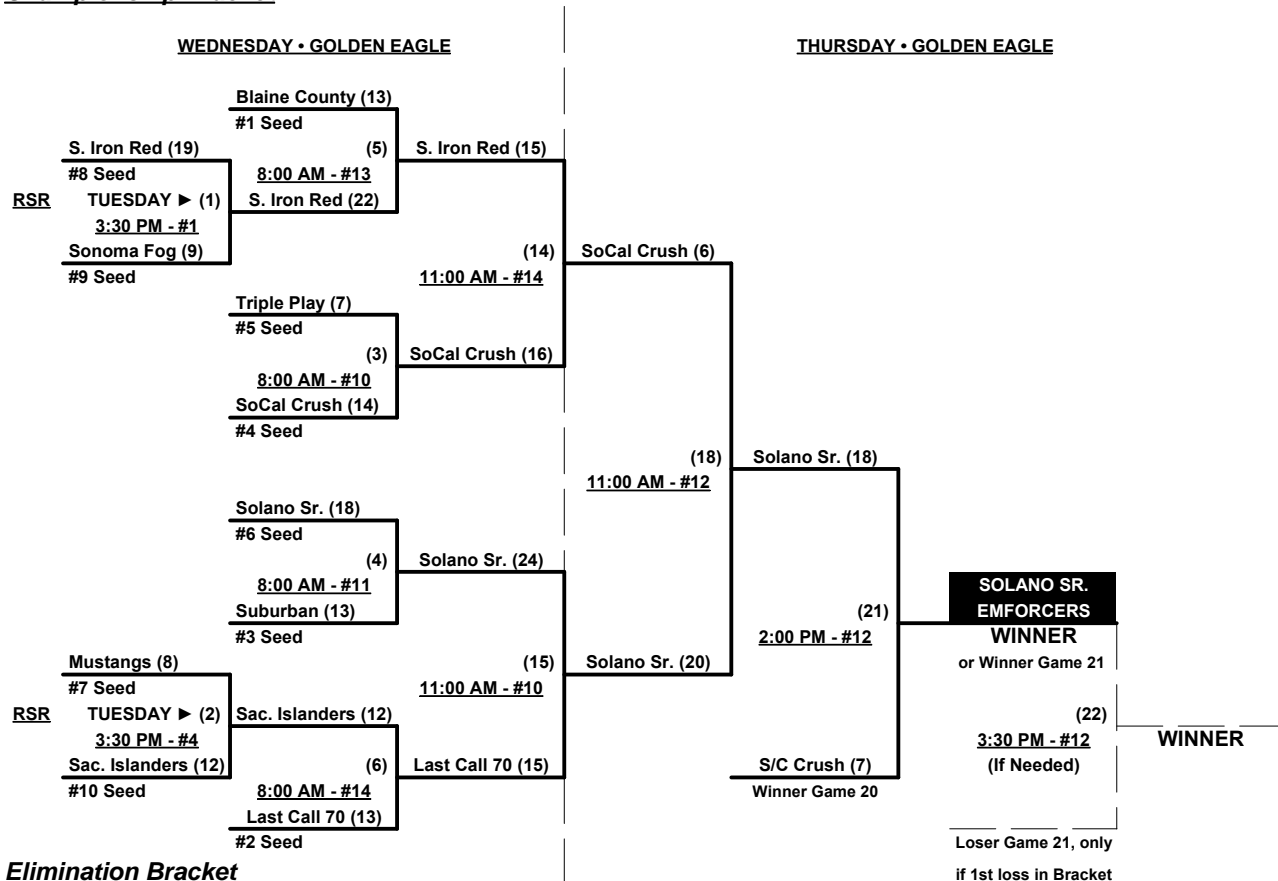 WEDNESDAY • GOLDEN EAGLE
THURSDAY • GOLDEN EAGLE
Blaine County (13)
#1 Seed
S. Iron Red (19)
(5)
S. Iron Red (15)
#8 Seed
8:00 AM - #13
RSR
TUESDAY ► (1)
S. Iron Red (22)
3:30 PM - #1
Sonoma Fog (9)
(14)
SoCal Crush (6)
#9 Seed
11:00 AM - #14
Triple Play (7)
#5 Seed
(3)
SoCal Crush (16)
8:00 AM - #10
SoCal Crush (14)
#4 Seed
(18)
Solano Sr. (18)
11:00 AM - #12
Solano Sr. (18)
#6 Seed
(4)
Solano Sr. (24)
8:00 AM - #11
SOLANO SR.
EMFORCERS
Suburban (13)
(21)
#3 Seed
2:00 PM - #12
WINNER
Mustangs (8)
(15)
Solano Sr. (20)
or Winner Game 21
#7 Seed
11:00 AM - #10
RSR
TUESDAY ► (2)
Sac. Islanders (12)
(22)
3:30 PM - #4
3:30 PM - #12
WINNER
Sac. Islanders (12)
(6)
Last Call 70 (15)
S/C Crush (7)
(If Needed)
#10 Seed
8:00 AM - #14
Winner Game 20
Last Call 70 (13)
#2 Seed
Loser Game 21, only
Elimination Bracket
if 1st loss in Bracket